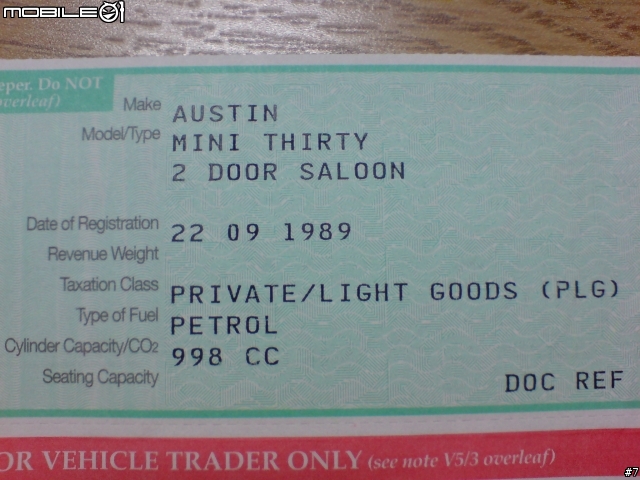 MOBILE01
eper. Do NOT
overleaf)
Make AUSTIN
Model/Type MINI THIRTY
2 DOOR SALOON
Date of Registration 22 09 1989
Revenue Weight
Taxation Class PRIVATE/LIGHT GOODS (PLG)
Type of Fuel PETROL
Cylinder Capacity/CO2 998 CC
Seating Capacity
DOC REF
OR VEHICLE TRADER ONLY (see note V5/3 overleaf)
#7